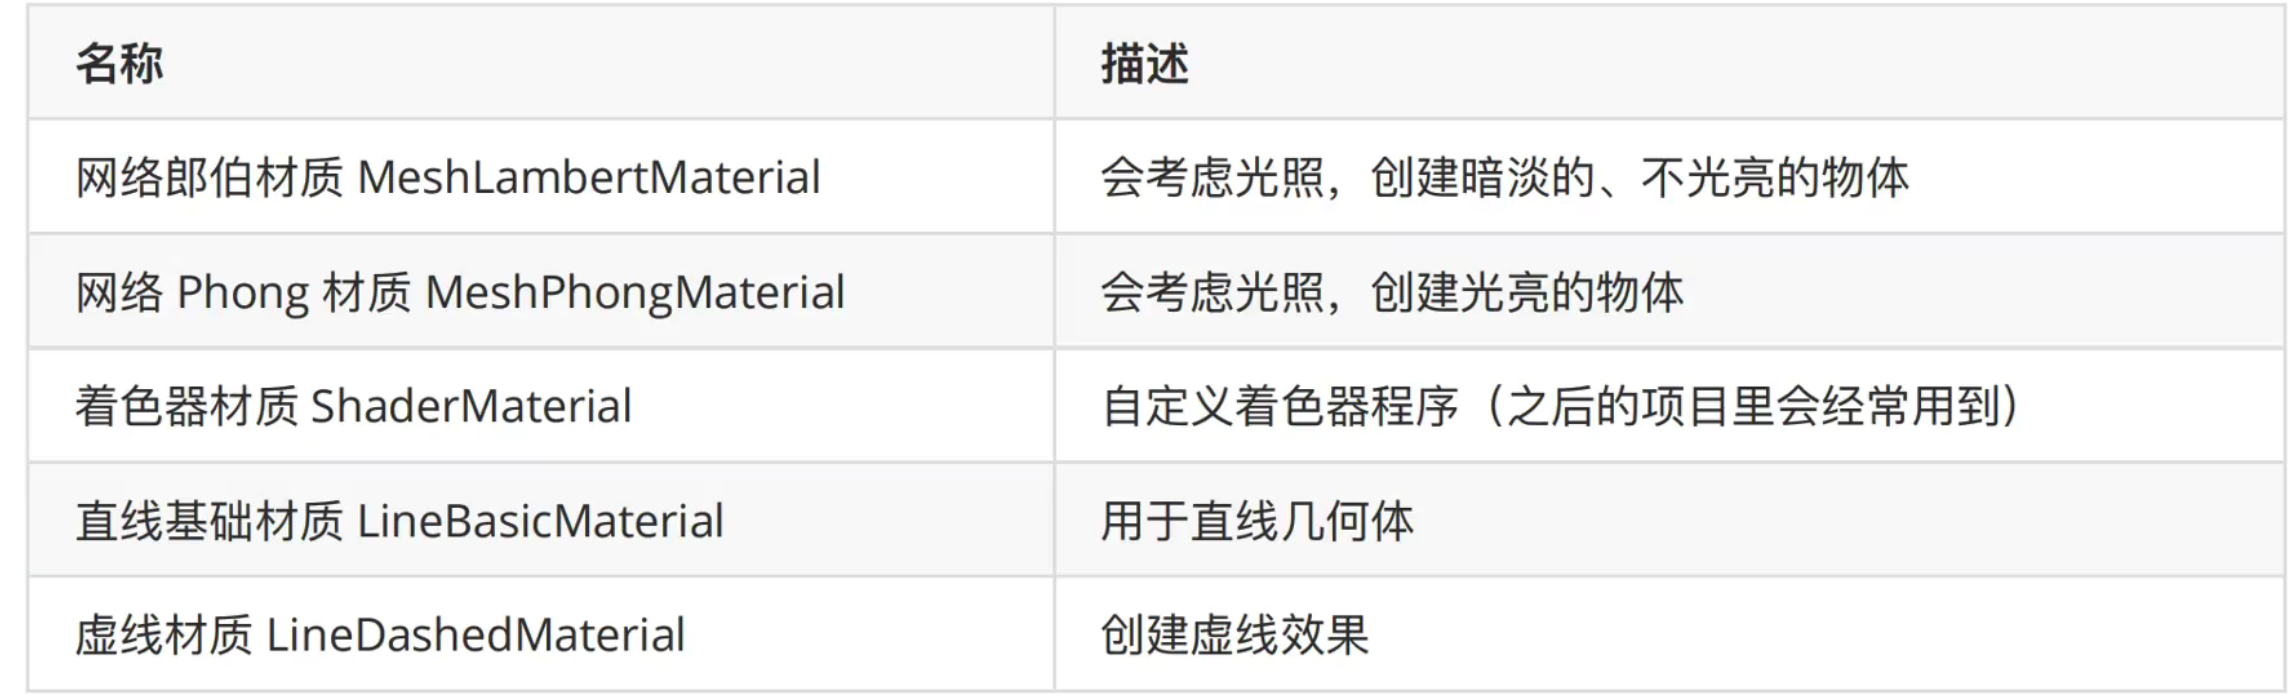 名称 描述
网络郎伯材质 MeshLambertMaterial 会考虑光照，创建暗淡的、不光亮的物体
网络 Phong 材质 MeshPhongMaterial 会考虑光照，创建光亮的物体
着色器材质 ShaderMaterial 自定义着色器程序（之后的项目里会经常用到）
直线基础材质 LineBasicMaterial 用于直线几何体
虚线材质 LineDashedMaterial 创建虚线效果